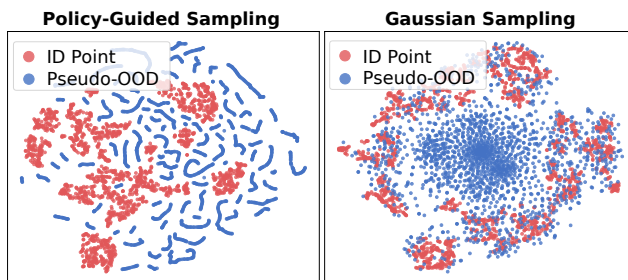 Policy-Guided Sampling
ID Point
Pseudo-OOD
Gaussian Sampling
ID Point
Pseudo-OOD